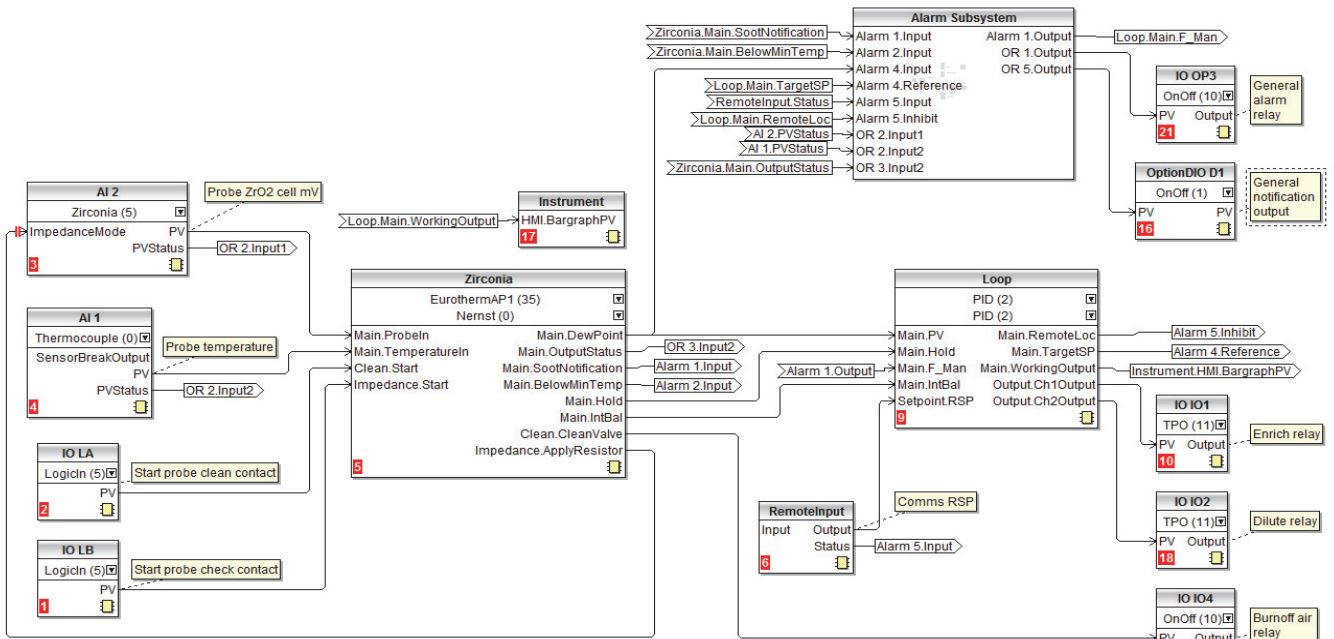 Alarm Subsystem
Zirconia.Main.SootNotification
Alarm 1.Input
Alarm 1.Output
Loop.Main.F_Man
Zirconia.Main.BelowMinTemp
Alarm 2.Input
OR 1.Output
Alarm 4.Input
OR 5.Output
Loop.Main.TargetSP
Alarm 4.Reference
RemoteInput.Status
Alarm 5.Input
Loop.Main.RemoteLoc
Alarm 5.Inhibit
AI 2.PVStatus
OR 2.Input1
AI 1.PVStatus
OR 2.Input2
Zirconia.Main.OutputStatus
OR 3.Input2
IO OP3
OnOff (10)
PV Output
21
General
alarm
relay
OptionDIO D1
OnOff (1)
PV PV
16
General
notification
output
AI 2
Zirconia (5)
ImpedanceMode PV
PVStatus
3
Probe ZrO2 cell mV
OR 2.Input1
Instrument
Loop.Main.WorkingOutput
HMI.BargraphPV
17
AI 1
Thermocouple (0)
SensorBreakOutput
PV
PVStatus
4
Probe temperature
OR 2.Input2
Zirconia
EurothermAP1 (35)
Nernst (0)
Main.ProbeIn Main.DewPoint
Main.TemperatureIn Main.OutputStatus
Clean.Start Main.SootNotification
Impedance.Start Main.BelowMinTemp
Main.Hold
Main.IntBal
Clean.CleanValve
Impedance.ApplyResistor
5
OR 3.Input2
Alarm 1.Input
Alarm 2.Input
Loop
PID (2)
PID (2)
Main.PV Main.RemoteLoc
Main.Hold Main.TargetSP
Main.F_Man Main.WorkingOutput
Main.IntBal Output.Ch1Output
Setpoint.RSP Output.Ch2Output
9
Alarm 1.Output
Alarm 5.Inhibit
Alarm 4.Reference
Instrument.HMI.BargraphPV
IO LA
LogicIn (5)
PV
2
Start probe clean contact
IO LB
LogicIn (5)
PV
1
Start probe check contact
RemoteInput
Input Output
Status
6
Comms RSP
Alarm 5.Input
IO IO1
TPO (11)
PV Output
10
Enrich relay
IO IO2
TPO (11)
PV Output
18
Dilute relay
IO IO4
OnOff (10)
PV Output
Burnoff air
relay